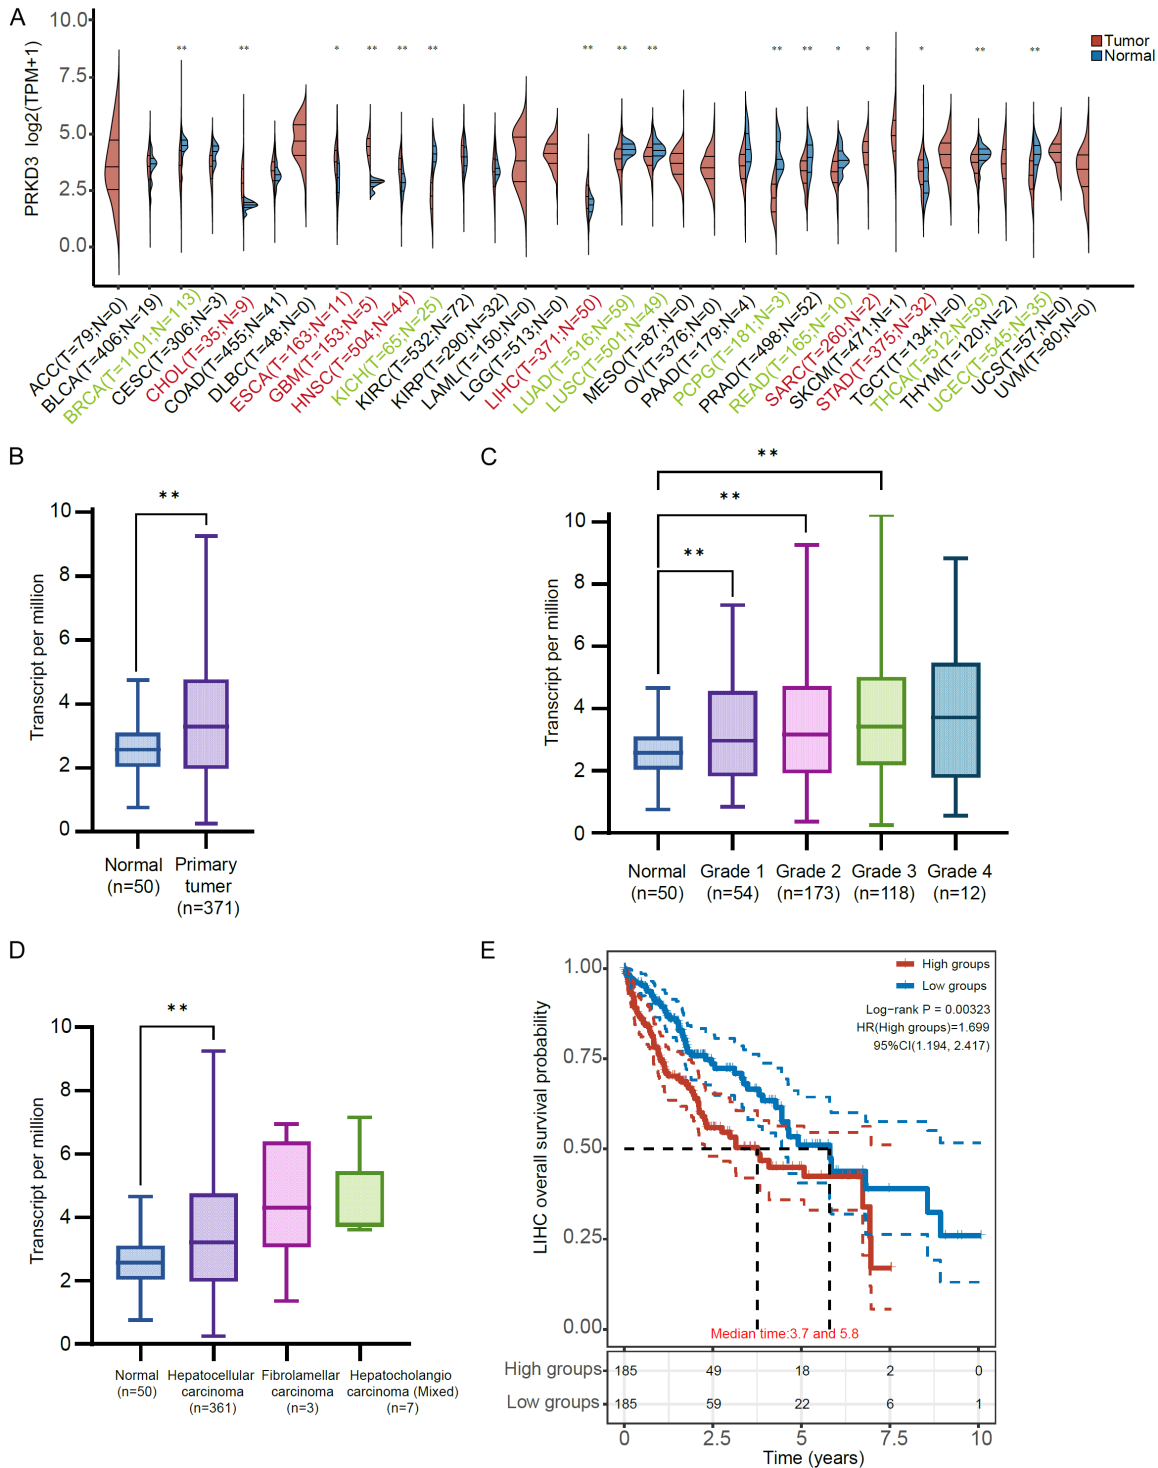 A
PRKD3 log2(TPM+1)
10.0
7.5
5.0
2.5
0.0
** ** * ** ** ** ** ** ** ** ** * * * ** **
Tumor
Normal
ACC(T=79;N=0)
BLCA(T=406;N=19)
BRCA(T=1101;N=113)
CESC(T=306;N=3)
CHOL(T=35;N=9)
COAD(T=455;N=41)
DLBC(T=48;N=0)
ESCA(T=163;N=11)
GBM(T=153;N=5)
HNSC(T=504;N=44)
KICH(T=65;N=25)
KIRC(T=532;N=72)
KIRP(T=290;N=32)
LAML(T=150;N=0)
LGG(T=513;N=0)
LIHC(T=371;N=50)
LUAD(T=516;N=59)
LUSC(T=501;N=49)
MESO(T=87;N=0)
OV(T=376;N=0)
PAAD(T=179;N=4)
PCPG(T=181;N=3)
PRAD(T=498;N=52)
READ(T=165;N=10)
SARC(T=260;N=2)
SKCM(T=471;N=1)
STAD(T=375;N=32)
TGCT(T=134;N=0)
THCA(T=512;N=59)
THYM(T=120;N=2)
UCEC(T=545;N=35)
UCS(T=57;N=0)
UVM(T=80;N=0)
B
Transcript per million
10
8
6
4
2
0
**
Normal
(n=50)
Primary
tumer
(n=371)
C
Transcript per million
10
8
6
4
2
0
**
**
**
Normal
(n=50)
Grade 1
(n=54)
Grade 2
(n=173)
Grade 3
(n=118)
Grade 4
(n=12)
D
Transcript per million
10
8
6
4
2
0
**
Normal
(n=50)
Hepatocellular
carcinoma
(n=361)
Fibrolamellar
carcinoma
(n=3)
Hepatocholangio
carcinoma (Mixed)
(n=7)
E
LIHC overall survival probability
1.00
0.75
0.50
0.25
0.00
High groups
Low groups
Log-rank P = 0.00323
HR(High groups)=1.699
95%CI(1.194, 2.417)
Median time:3.7 and 5.8
High groups 185 49 18 2 0
Low groups 185 59 22 6 1
0 2.5 5 7.5 10
Time (years)